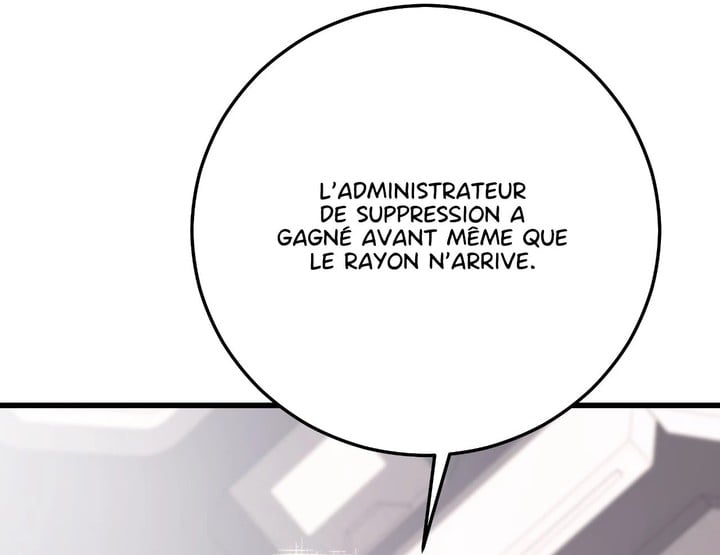 L'ADMINISTRATEUR
DE SUPPRESSION A
GAGNÉ AVANT MÊME QUE
LE RAYON N'ARRIVE.